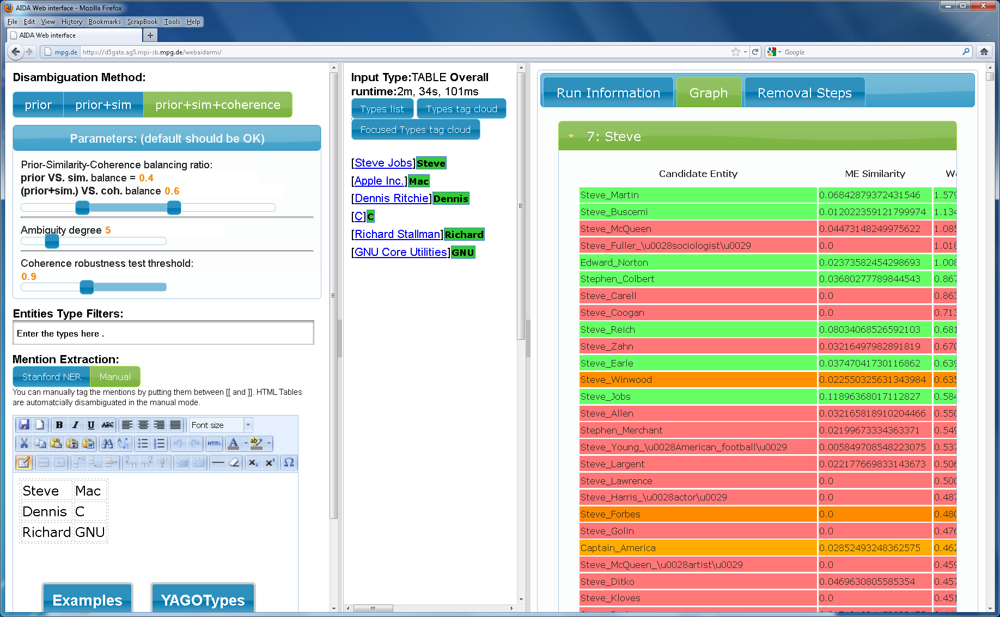 AIDA Web interface - Mozilla Firefox
File Edit View History Bookmarks ScrapBook Tools Help
AIDA Web interface
mpg.de https://d5gate.ag5.mpi-sb.mpg.de/webaidarmi/
Google
Disambiguation Method:
prior prior+sim prior+sim+coherence
Parameters: (default should be OK)
Prior-Similarity-Coherence balancing ratio:
prior VS. sim. balance = 0.4
(prior+sim.) VS. coh. balance 0.6
Ambiguity degree 5
Coherence robustness test threshold:
0.9
Entities Type Filters:
Enter the types here .
Mention Extraction:
Stanford NER Manual
You can manually tag the mentions by putting them between [[ and ]]. HTML Tables
are automatcially disambiguated in the manual mode.
B I U ABC Font size
HTML A ab
Steve Mac
Dennis C
Richard GNU
Examples YAGOTypes
Input Type:TABLE Overall
runtime:2m, 34s, 101ms
Types list Types tag cloud
Focused Types tag cloud
[Steve Jobs]Steve
[Apple Inc.]Mac
[Dennis Ritchie]Dennis
[Ç]C
[Richard Stallman]Richard
[GNU Core Utilities]GNU
Run Information Graph Removal Steps
7: Steve
Candidate Entity ME Similarity
Steve_Martin 0.06842879372431546 1.579
Steve_Buscemi 0.012022359121799974 1.134
Steve_McQueen 0.04473148249975622 1.085
Steve_Fuller_\u0028sociologist\u0029 0.0 1.018
Edward_Norton 0.02373582454298693 1.008
Stephen_Colbert 0.03680277789844543 0.867
Steve_Carell 0.0 0.863
Steve_Coogan 0.0 0.713
Steve_Reich 0.08034068526592103 0.681
Steve_Zahn 0.03216497982891819 0.670
Steve_Earle 0.03747041730116862 0.639
Steve_Winwood 0.022550325631343984 0.635
Steve_Jobs 0.11896368017112827 0.584
Steve_Allen 0.032165818910204466 0.550
Stephen_Merchant 0.02199673334363371 0.549
Steve_Young_\u0028American_football\u0029 0.005849708548223075 0.537
Steve_Largent 0.022177669833143673 0.506
Steve_Lawrence 0.0 0.500
Steve_Harris_\u0028actor\u0029 0.0 0.487
Steve_Forbes 0.0 0.480
Steve_Golin 0.0 0.476
Captain_America 0.02852493248362575 0.462
Steve_McQueen_\u0028artist\u0029 0.0 0.459
Steve_Ditko 0.0469630805585354 0.457
Steve_Kloves 0.0 0.451